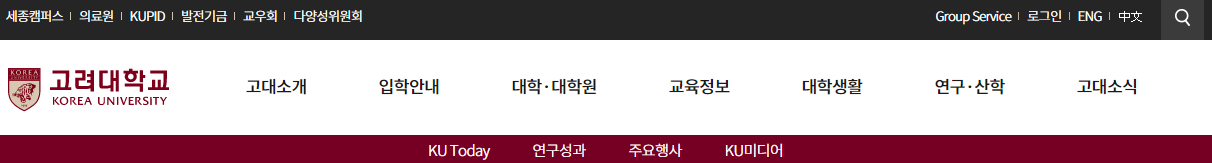 세종캠퍼스 | 의료원 | KUPID | 발전기금 | 교우회 | 다양성위원회 Group Service | 로그인 | ENG | 中文
KOREA
고려대학교
KOREA UNIVERSITY
고대소개 입학안내 대학·대학원 교육정보 대학생활 연구·산학 고대소식
KU Today 연구성과 주요행사 KU미디어